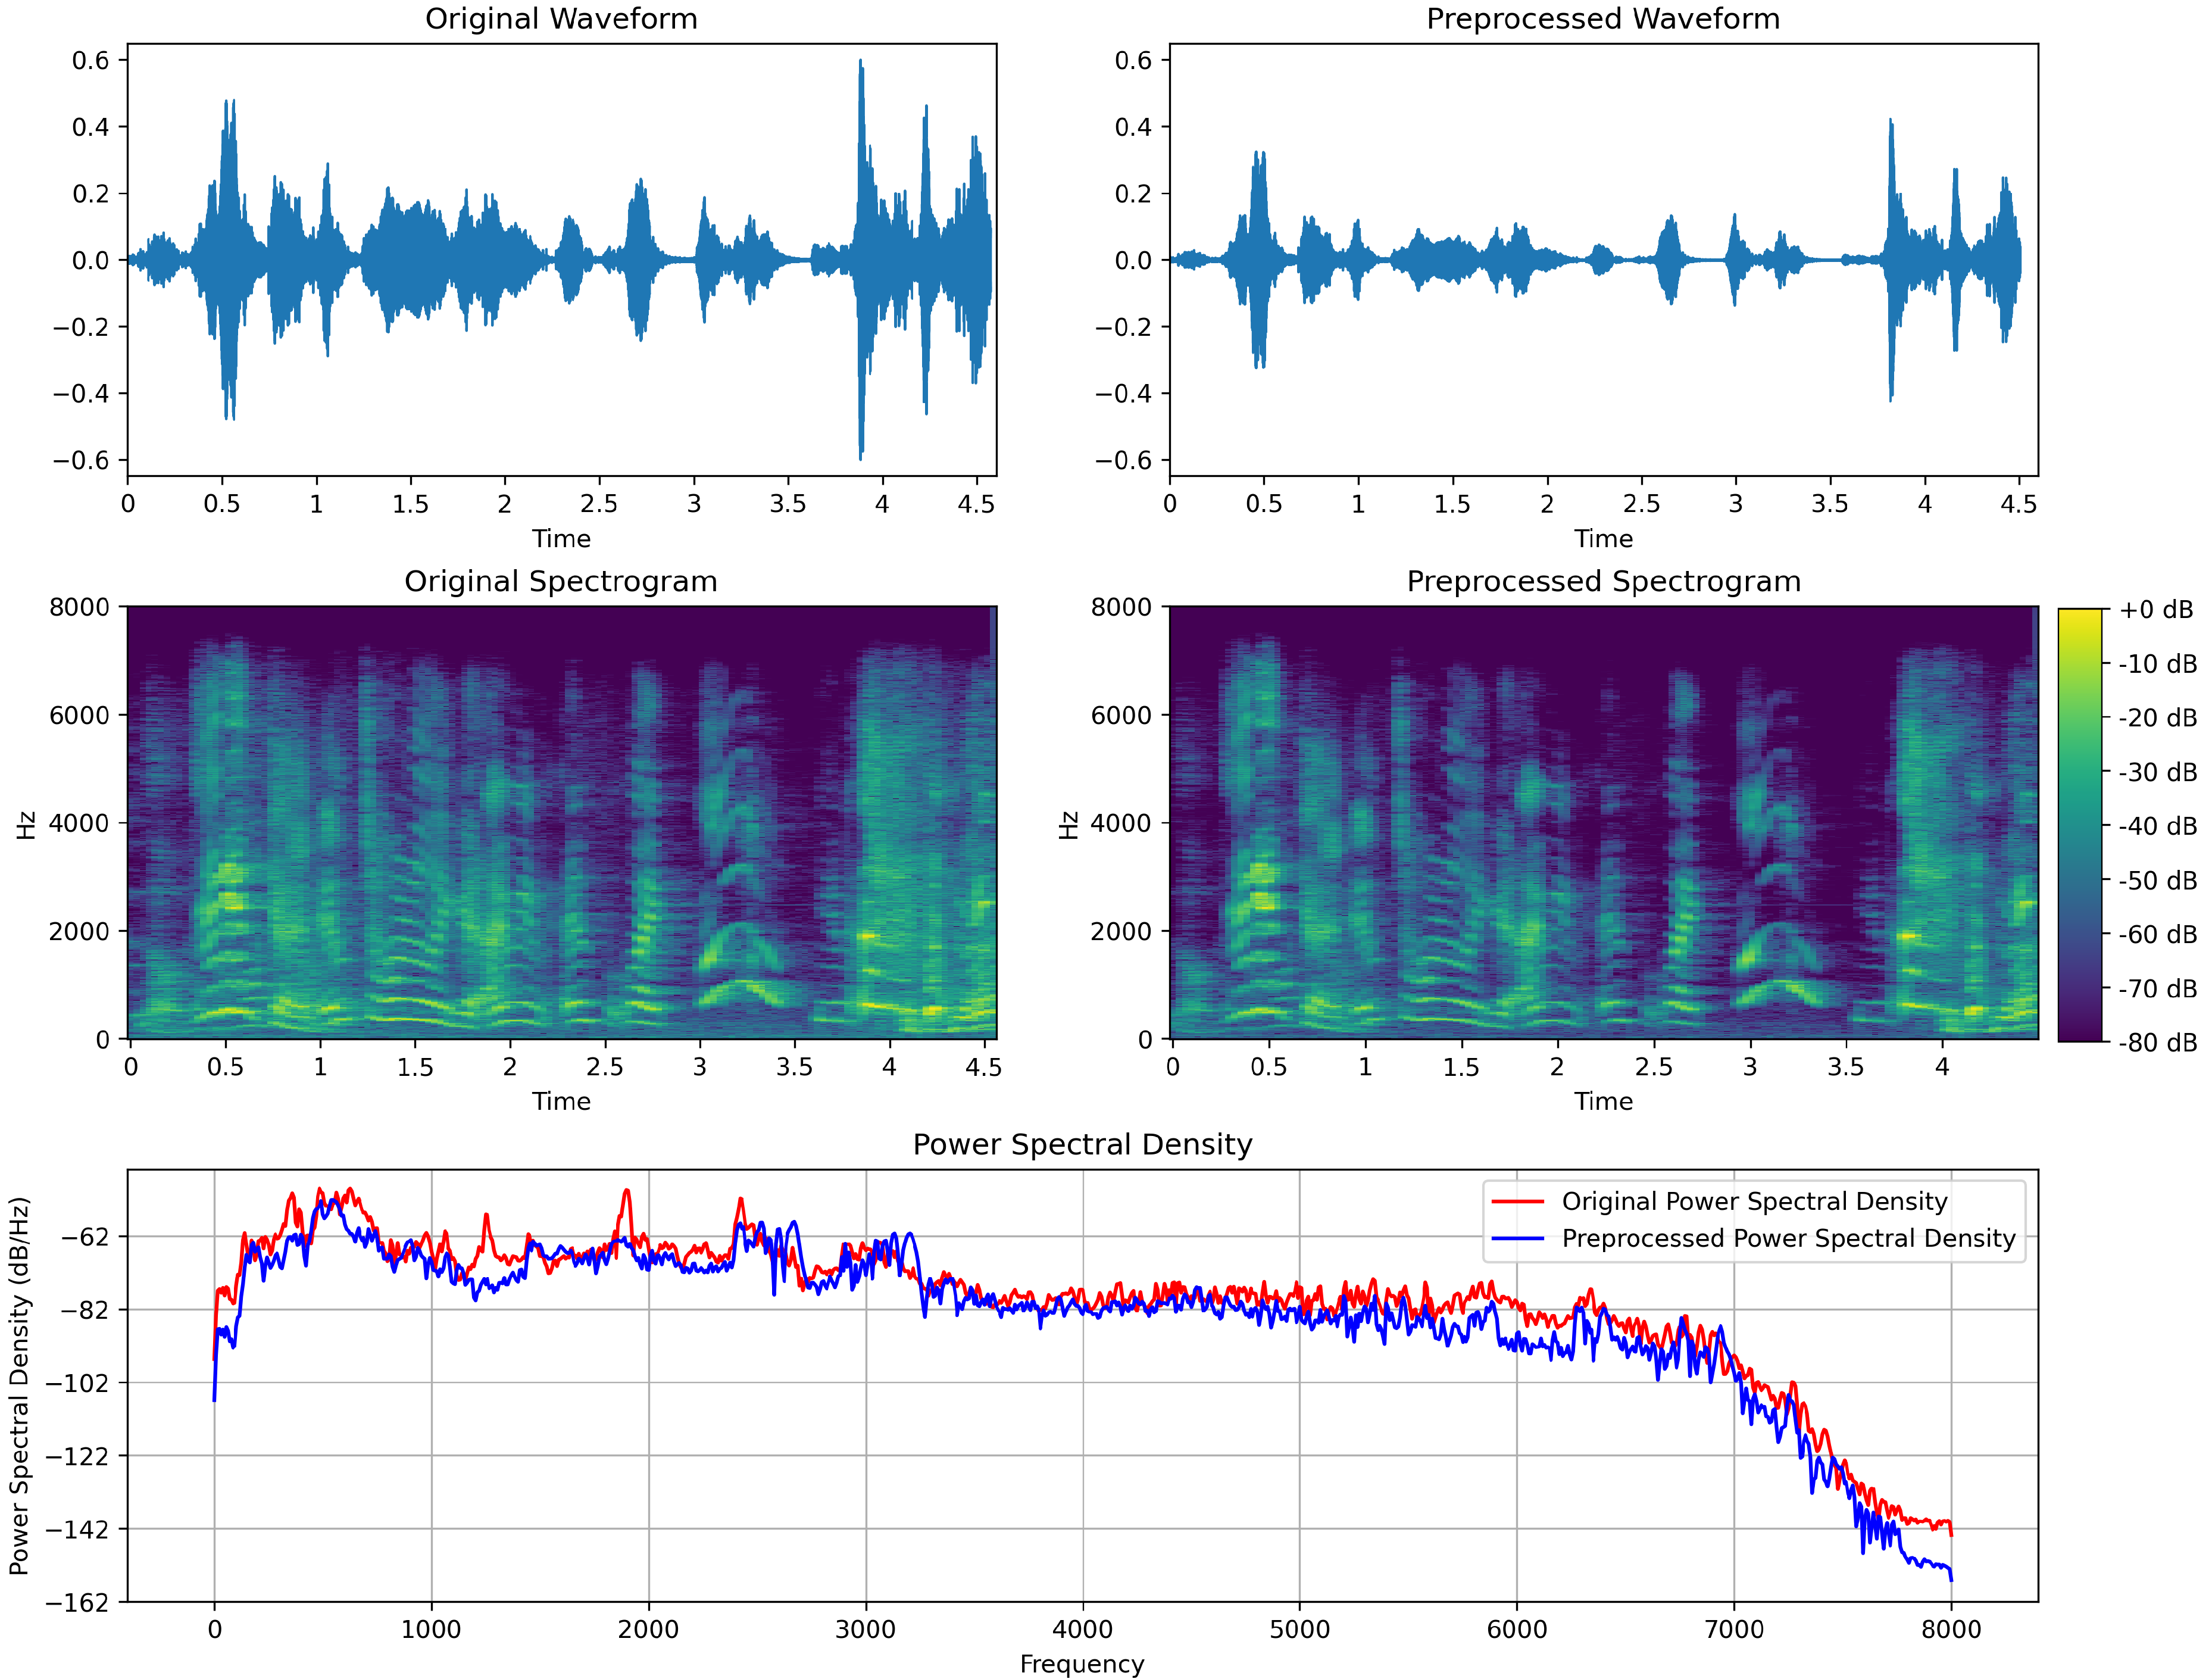 Original Waveform
0.6
0.4
0.2
0.0
−0.2
−0.4
−0.6
0 0.5 1 1.5 2 2.5 3 3.5 4 4.5
Time
Preprocessed Waveform
0.6
0.4
0.2
0.0
−0.2
−0.4
−0.6
0 0.5 1 1.5 2 2.5 3 3.5 4 4.5
Time
Original Spectrogram
8000
6000
4000
2000
0
Hz
0 0.5 1 1.5 2 2.5 3 3.5 4 4.5
Time
Preprocessed Spectrogram
8000
6000
4000
2000
0
Hz
0 0.5 1 1.5 2 2.5 3 3.5 4
Time
+0 dB
-10 dB
-20 dB
-30 dB
-40 dB
-50 dB
-60 dB
-70 dB
-80 dB
Power Spectral Density
Power Spectral Density (dB/Hz)
−62
−82
−102
−122
−142
−162
Original Power Spectral Density
Preprocessed Power Spectral Density
0 1000 2000 3000 4000 5000 6000 7000 8000
Frequency